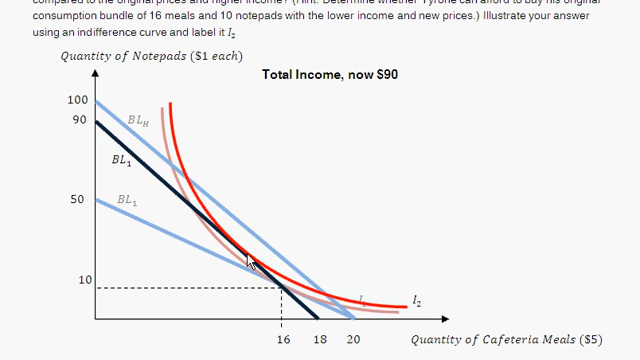 compared to the original prices and higher income? (Hint: Determine whether Tyrone can afford to buy his original
consumption bundle of 16 meals and 10 notepads with the lower income and new prices.) Illustrate your answer
using an indifference curve and label it I₂
Quantity of Notepads ($1 each)
Total Income, now $90
100
BL_H
90
BL₁
50
BL₁
10
I₂
16
18
20
Quantity of Cafeteria Meals ($5)